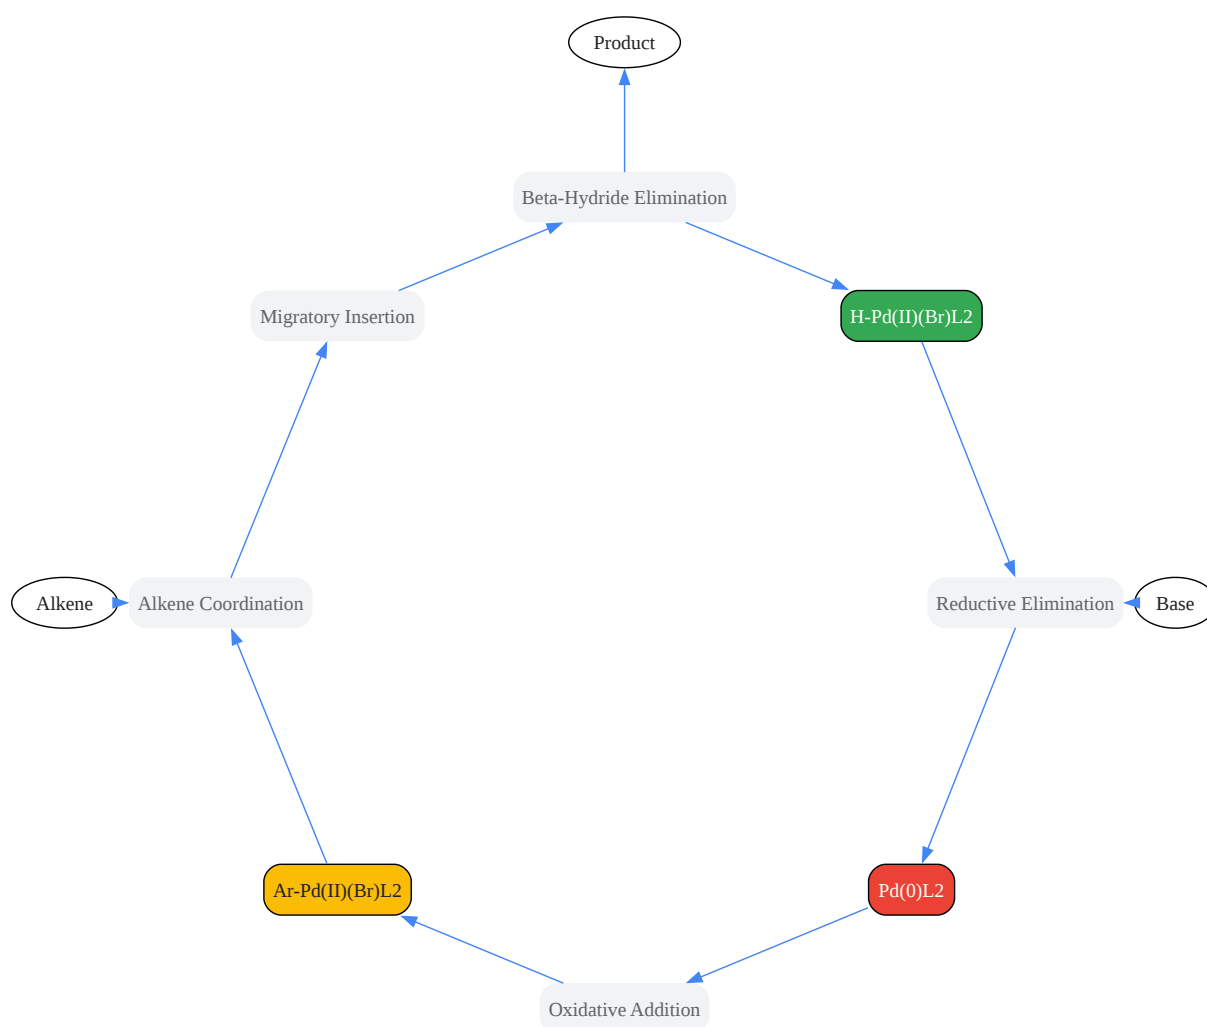 Product
Beta-Hydride Elimination
Migratory Insertion
H-Pd(II)(Br)L2
Alkene
Alkene Coordination
Reductive Elimination
Base
Ar-Pd(II)(Br)L2
Pd(0)L2
Oxidative Addition